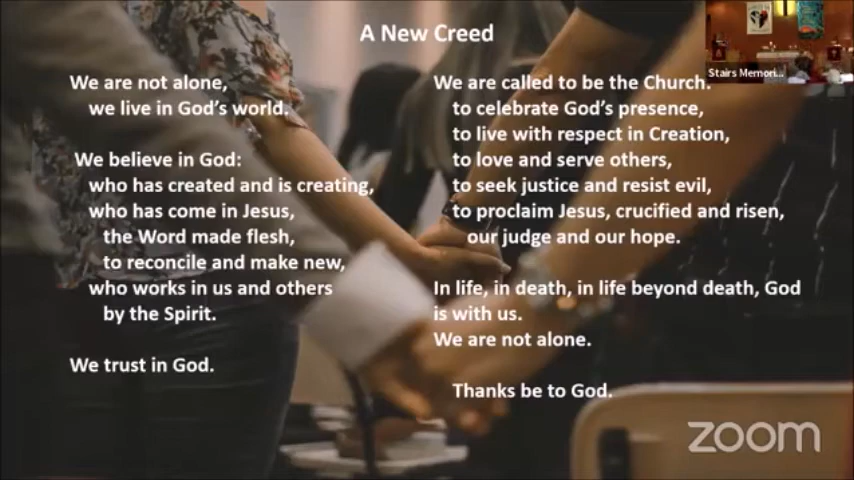 A New Creed
We are not alone,
we live in God's world.
We believe in God:
who has created and is creating,
who has come in Jesus,
the Word made flesh,
to reconcile and make new,
who works in us and others
by the Spirit.
We trust in God.
We are called to be the Church:
to celebrate God's presence,
to live with respect in Creation,
to love and serve others,
to seek justice and resist evil,
to proclaim Jesus, crucified and risen,
our judge and our hope.
In life, in death, in life beyond death, God
is with us.
We are not alone.
Thanks be to God.
Stairs Memori...
zoom